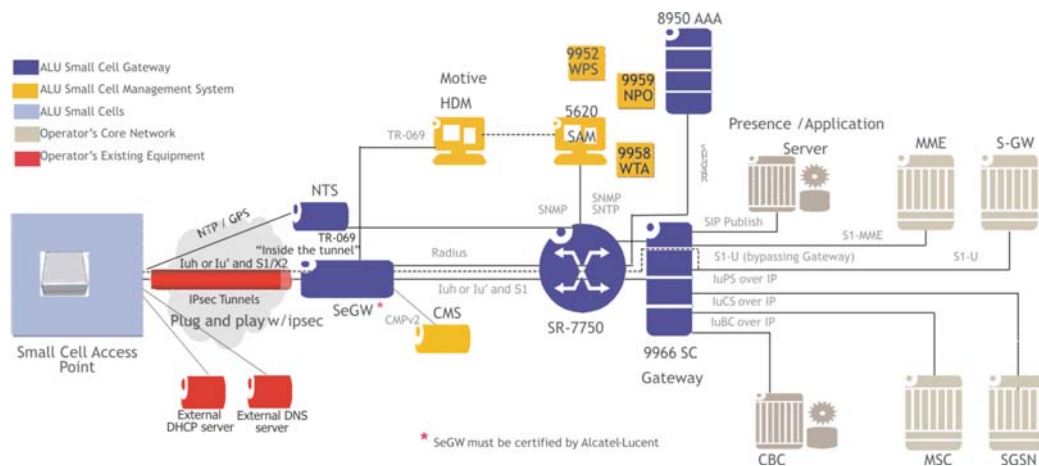 8950 AAA
9952
WPS
9959
NPO
ALU Small Cell Gateway
ALU Small Cell Management System
ALU Small Cells
Operator's Core Network
Operator's Existing Equipment
Motive
HDM
5620
SAM
9958
WTA
TR-069
Presence /Application
Server
MME
S-GW
NTS
NTP / GPS
SNMP
SNMP
SNTP
SIP Publish
TR-069
"Inside the tunnel"
Iuh or Iu' and S1/X2
Radius
S1-MME
S1-U (bypassing Gateway)
S1-U
IPsec Tunnels
Iuh or Iu' and S1
IuPS over IP
Plug and play w/ipsec
SeGW *
CMPv2
CMS
SR-7750
IuCS over IP
IuBC over IP
Small Cell Access
Point
9966 SC
Gateway
External
DHCP server
External DNS
server
* SeGW must be certified by Alcatel-Lucent
CBC
MSC
SGSN